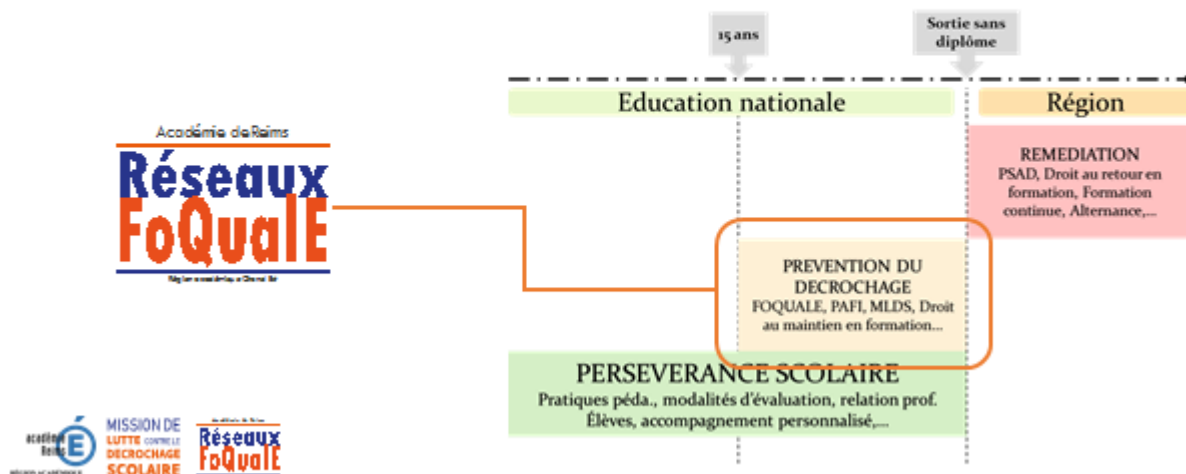 15 ans
Sortie sans
diplôme
Education nationale
Région
Académie de Reims
Réseaux
FoQualE
REMEDIATION
PSAD, Droit au retour en
formation, Formation
continue, Alternance,...
PREVENTION DU
DECROCHAGE
FOQUALE, PAFI, MLDS, Droit
au maintien en formation...
PERSEVERANCE SCOLAIRE
Pratiques péda., modalités d'évaluation, relation prof.
Élèves, accompagnement personnalisé,...
académie
Reims
MISSION DE
LUTTE CONTRE LE
DECROCHAGE
SCOLAIRE
Réseaux
FoQualE